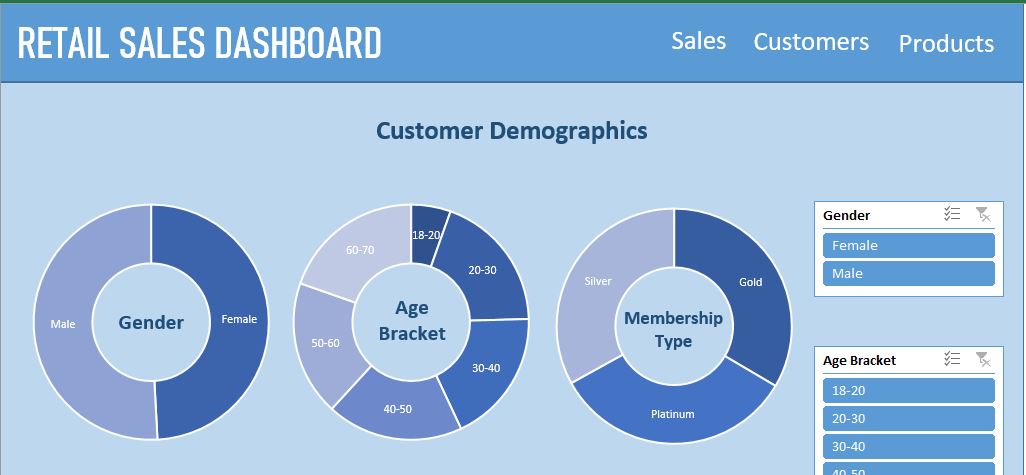 RETAIL SALES DASHBOARD
Sales
Customers
Products
Customer Demographics
Male
Gender
Female
60-70
18-20
20-30
Age
Bracket
50-60
30-40
40-50
Silver
Gold
Membership
Type
Platinum
Gender
Female
Male
Age Bracket
18-20
20-30
30-40
40-50